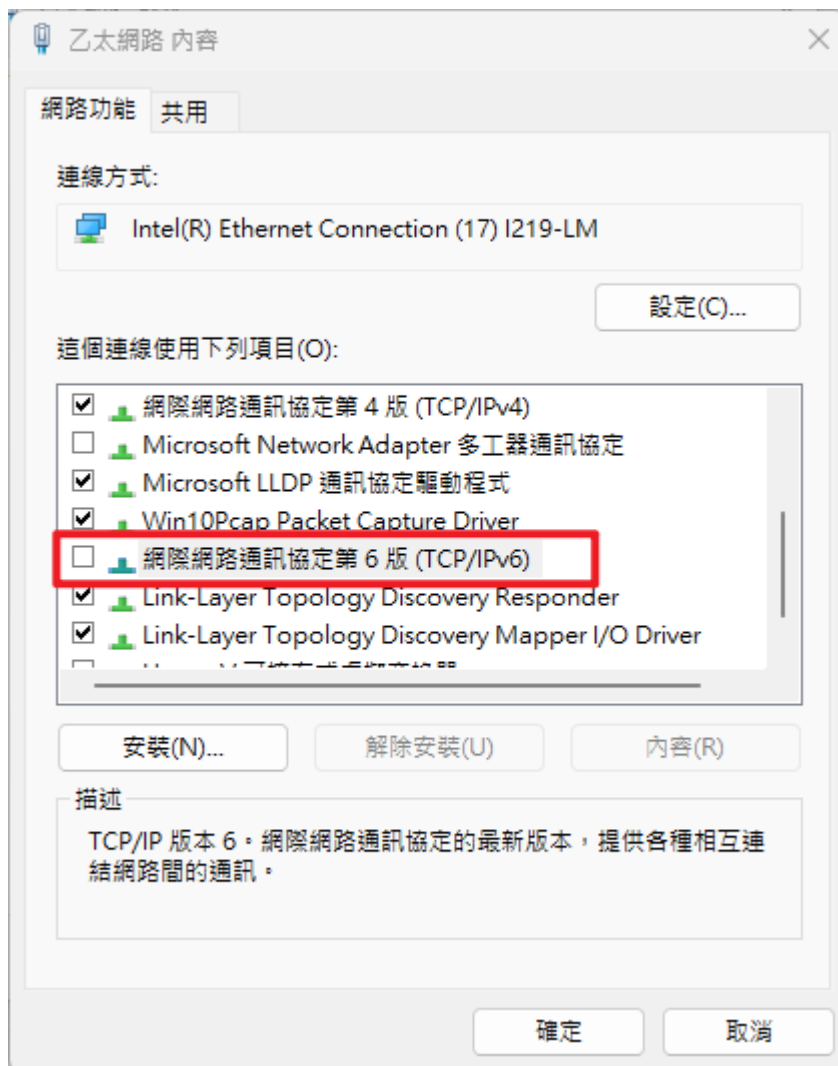 乙太網路 內容
網路功能
共用
連線方式:
Intel(R) Ethernet Connection (17) I219-LM
設定(C)...
這個連線使用下列項目(O):
網際網路通訊協定第 4 版 (TCP/IPv4)
Microsoft Network Adapter 多工器通訊協定
Microsoft LLDP 通訊協定驅動程式
Win10Pcap Packet Capture Driver
網際網路通訊協定第 6 版 (TCP/IPv6)
Link-Layer Topology Discovery Responder
Link-Layer Topology Discovery Mapper I/O Driver
安裝(N)...
解除安裝(U)
內容(R)
描述
TCP/IP 版本 6。網際網路通訊協定的最新版本，提供各種相互連
結網路間的通訊。
確定
取消